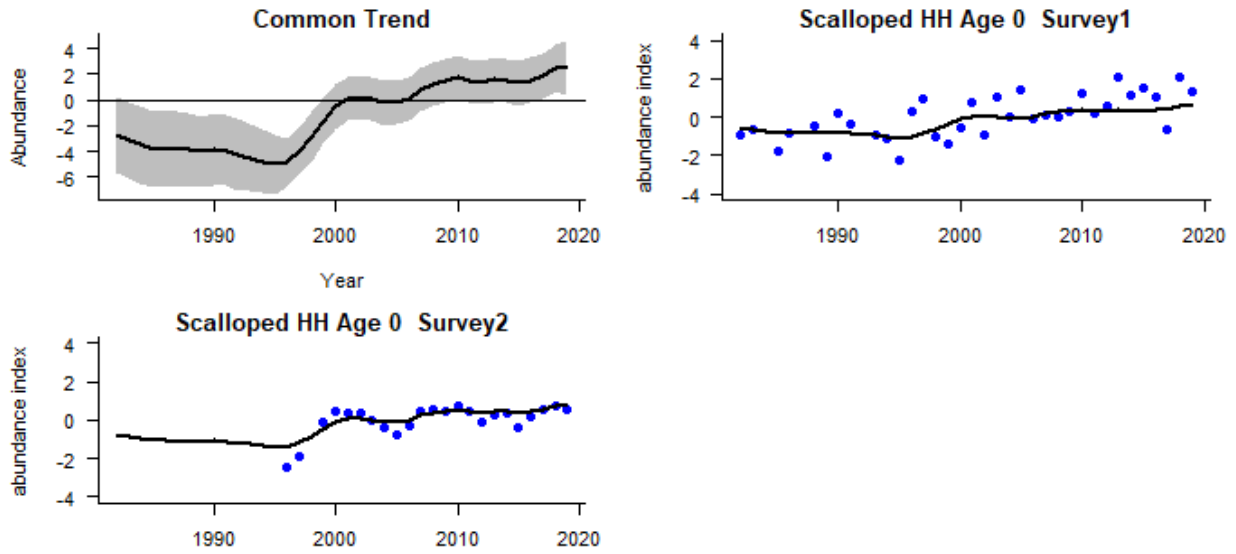 Common Trend
Abundance
4
2
0
-2
-4
-6
1990 2000 2010 2020
Year
Scalloped HH Age 0 Survey1
abundance index
4
2
0
-2
-4
1990 2000 2010 2020
Scalloped HH Age 0 Survey2
abundance index
4
2
0
-2
-4
1990 2000 2010 2020